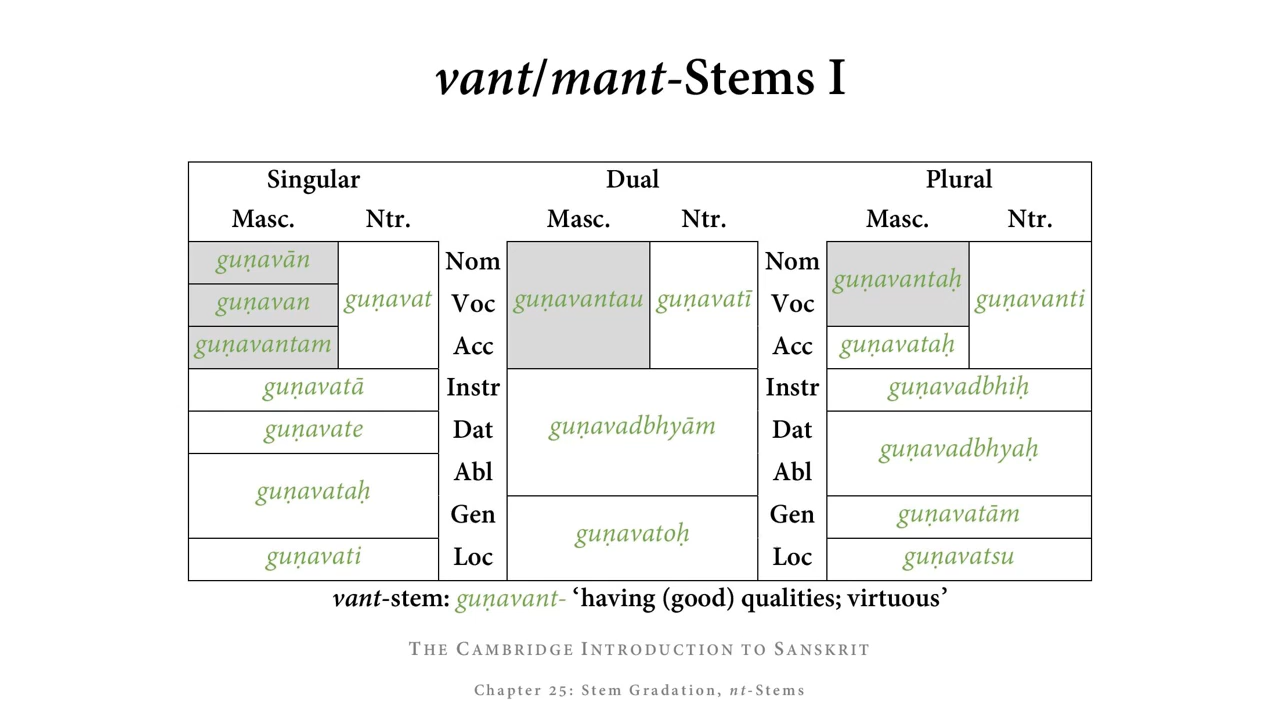 vant/mant-Stems I
Singular Dual Plural
Masc. Ntr. Masc. Ntr. Masc. Ntr.
guṇavān guṇavat Nom guṇavantau guṇavatī Nom guṇavantaḥ guṇavanti
guṇavan Voc Voc
guṇavantam Acc Acc guṇavataḥ
guṇavatā Instr guṇavadbhyām Instr guṇavadbhiḥ
guṇavate Dat Dat guṇavadbhyaḥ
guṇavataḥ Abl Abl
Gen guṇavatoḥ Gen guṇavatām
guṇavati Loc Loc guṇavatsu
vant-stem: guṇavant- ‘having (good) qualities; virtuous’
The Cambridge Introduction to Sanskrit
Chapter 25: Stem Gradation, nt-Stems